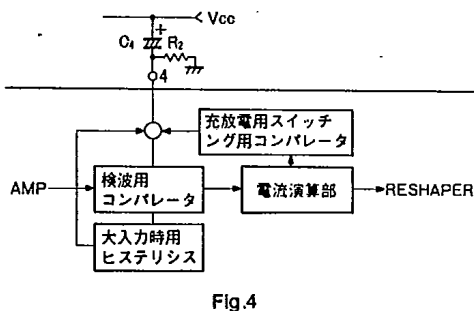 Vcc
+
C4
R2
4
充放電用スイッチ
ング用コンパレータ
AMP
検波用
コンパレータ
電流演算部
RESHAPER
大入力時用
ヒステリシス
Fig.4